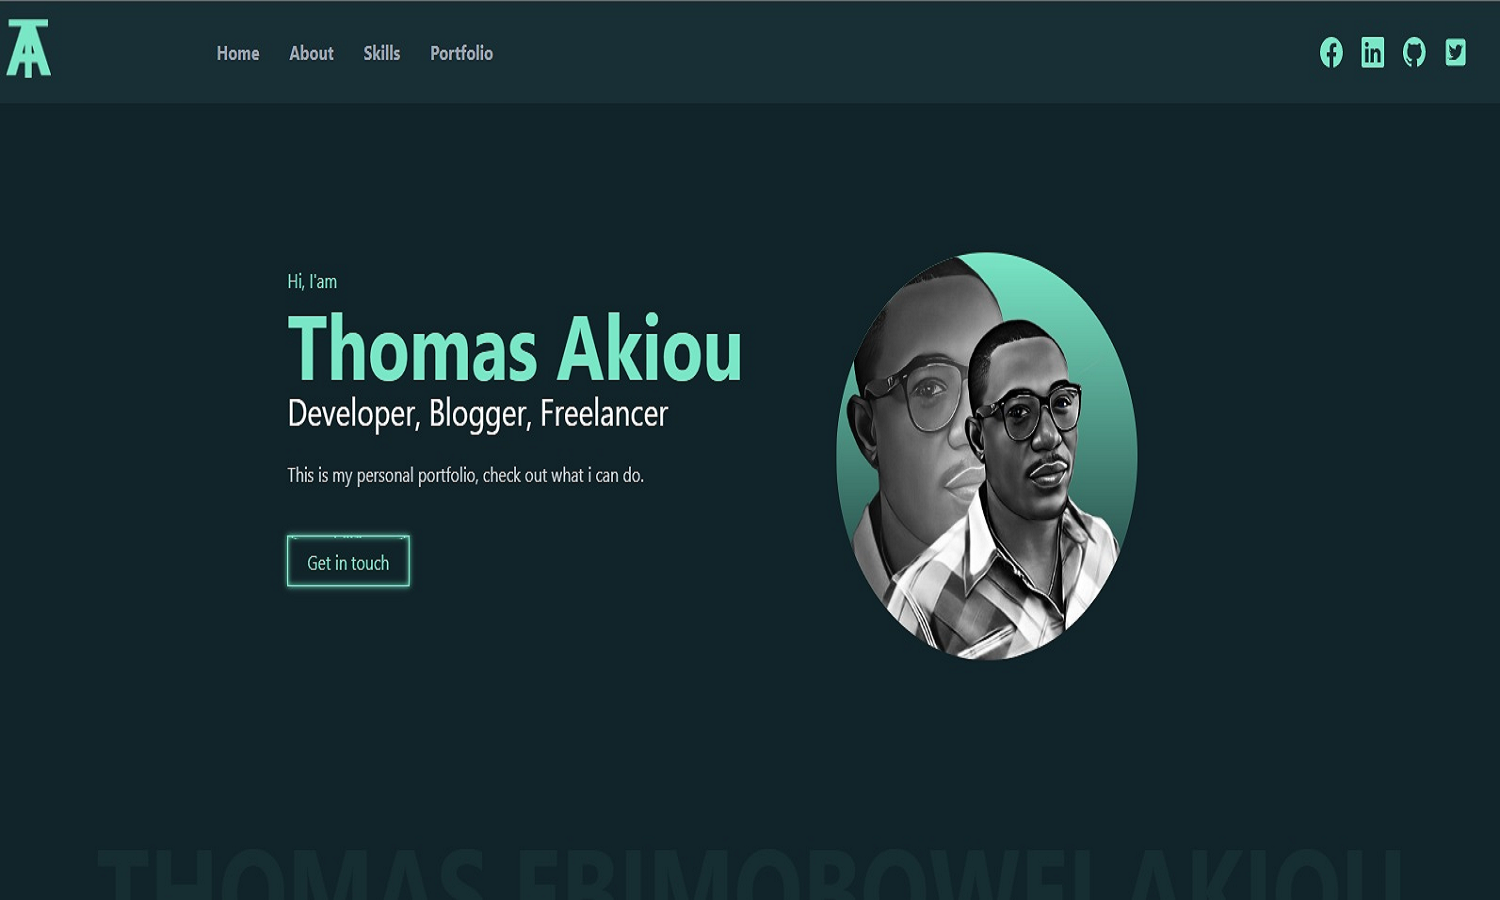 Home About Skills Portfolio
Hi, I'am
Thomas Akiou
Developer, Blogger, Freelancer
This is my personal portfolio, check out what i can do.
Get in touch
THOMAS EBIMOBOWEI AKIOU